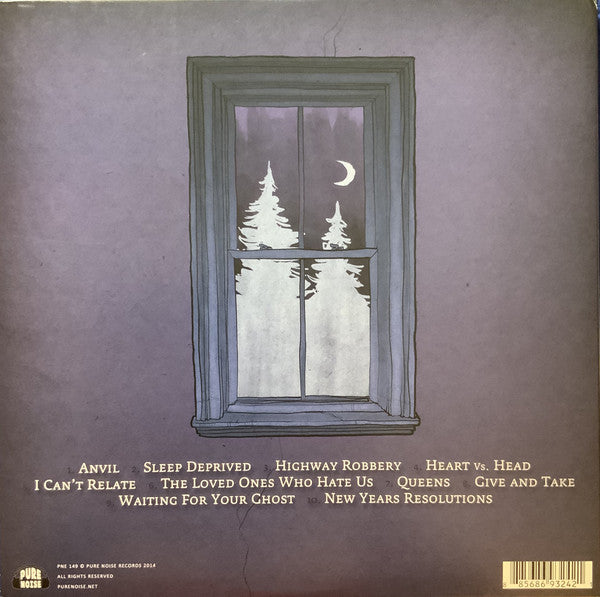 1. ANVIL 2. SLEEP DEPRIVED 3. HIGHWAY ROBBERY 4. HEART VS. HEAD
I CAN'T RELATE 6. THE LOVED ONES WHO HATE US 7. QUEENS 8. GIVE AND TAKE
9. WAITING FOR YOUR GHOST 10. NEW YEARS RESOLUTIONS
PURE
NOISE
PNE 149 © PURE NOISE RECORDS 2014
ALL RIGHTS RESERVED
PURENOISE.NET
8 85686 93242